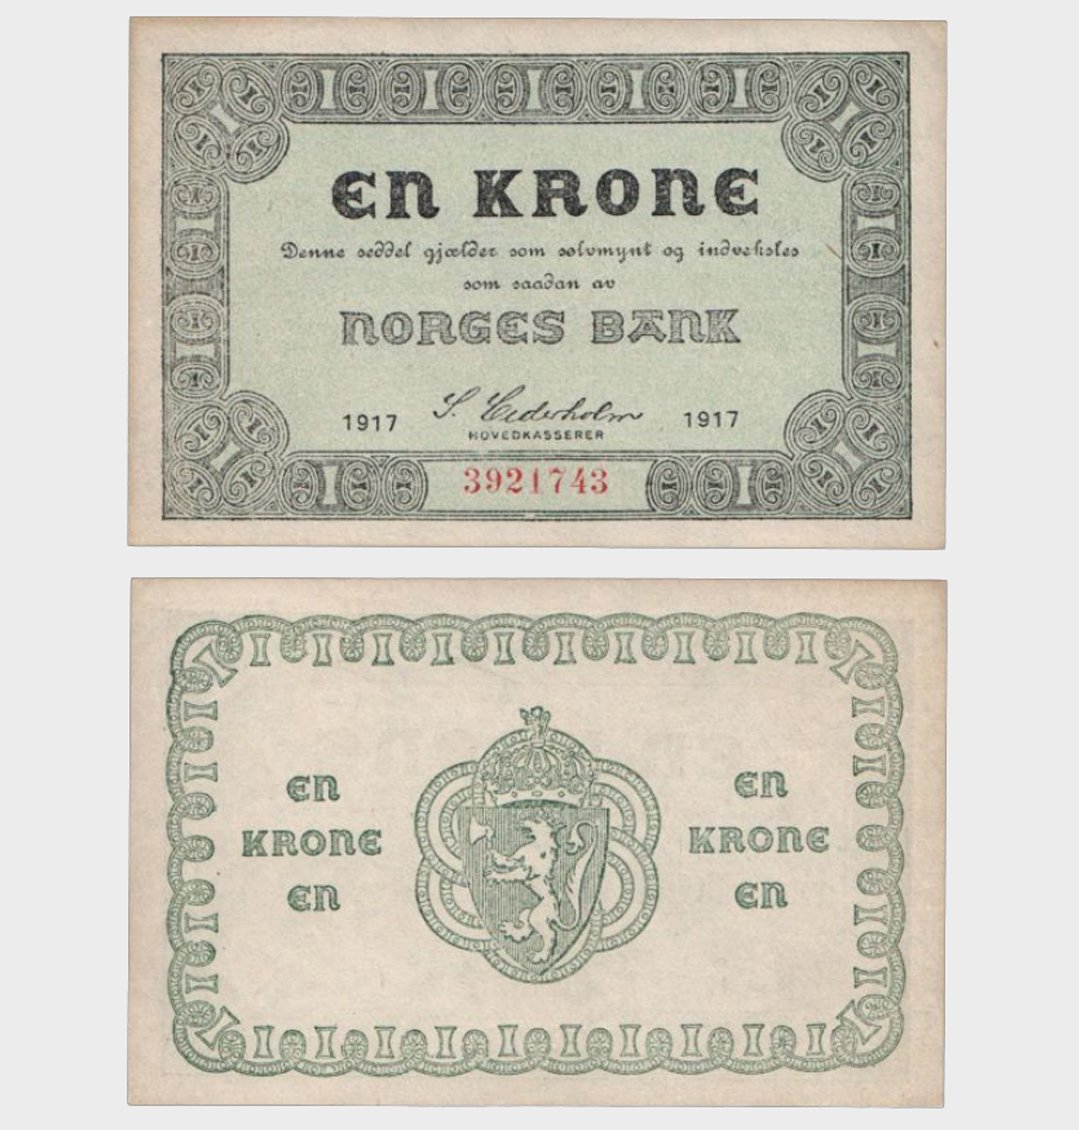 EN KRONE
Denne seddel gjælder som sølvmynt og indveksles
som saadan av
NORGES BANK
1917 S. Cederholm 1917
HOVEDKASSERER
3921743
EN
KRONE
EN
EN
KRONE
EN